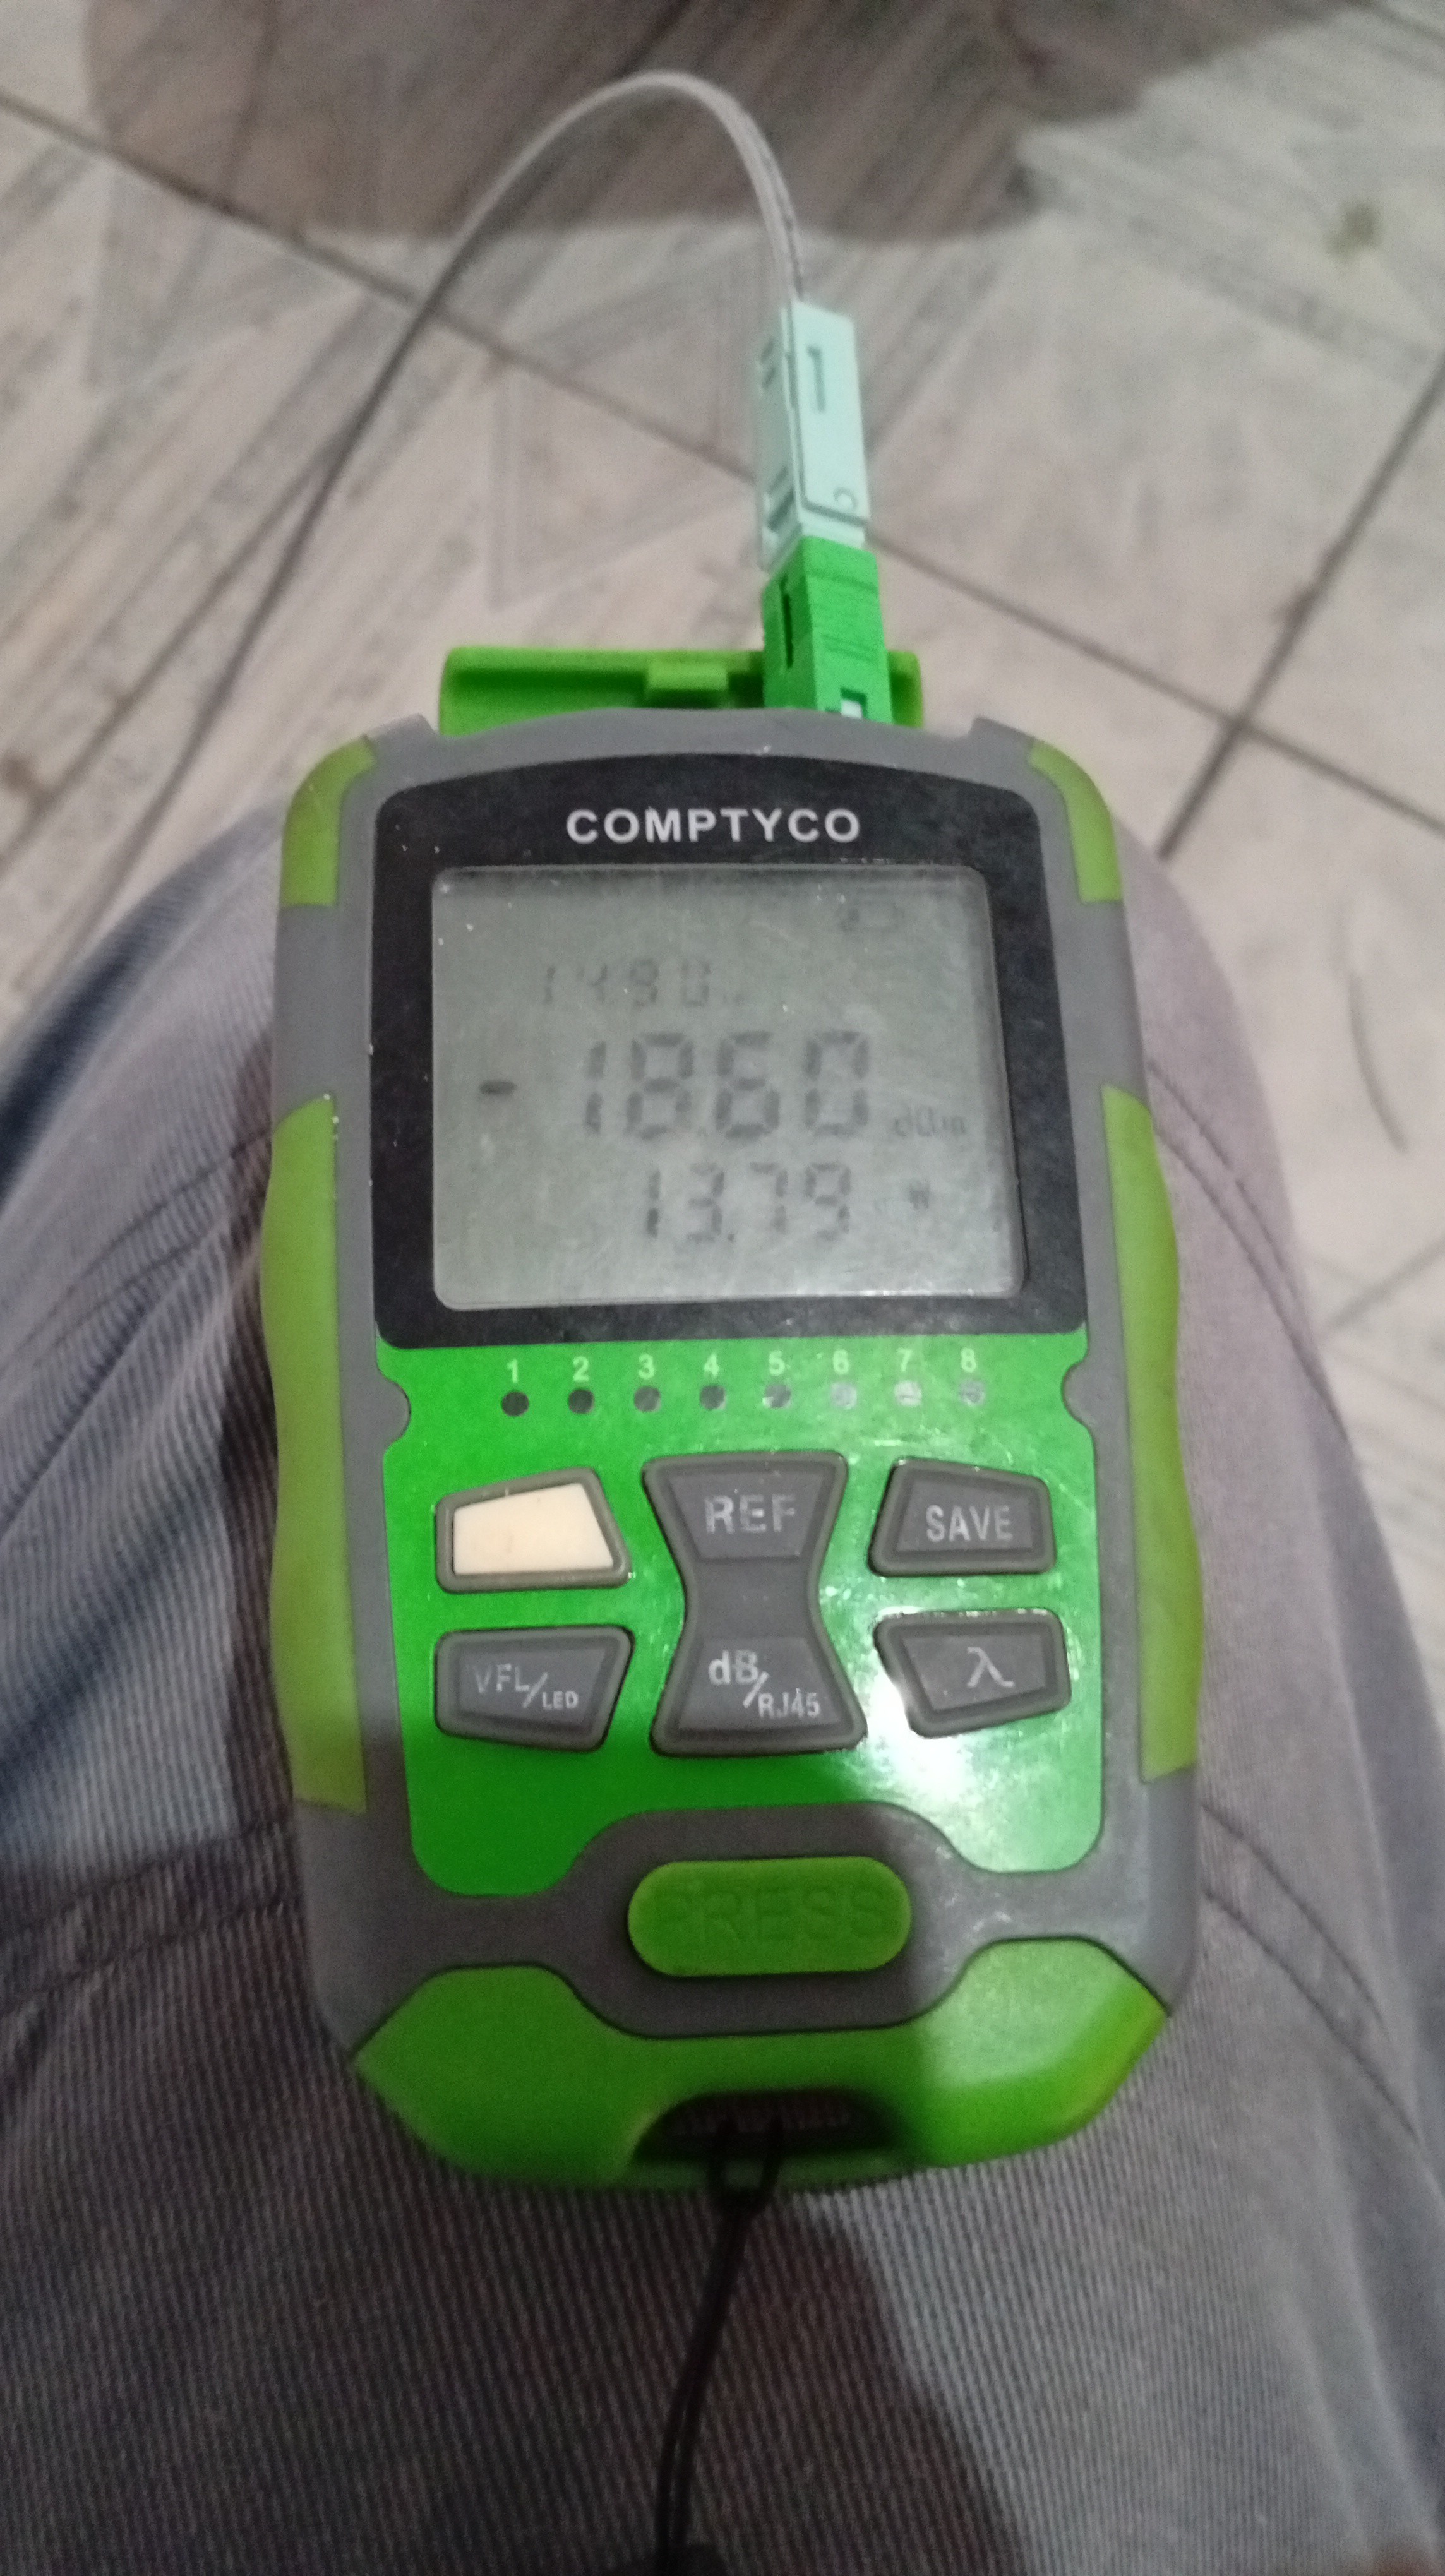 COMPTYCO
1490
-18.60 dBm
13.79
1 2 3 4 5 6 7 8
REF
SAVE
VFL/LED
dB/RJ45
λ
PRESS